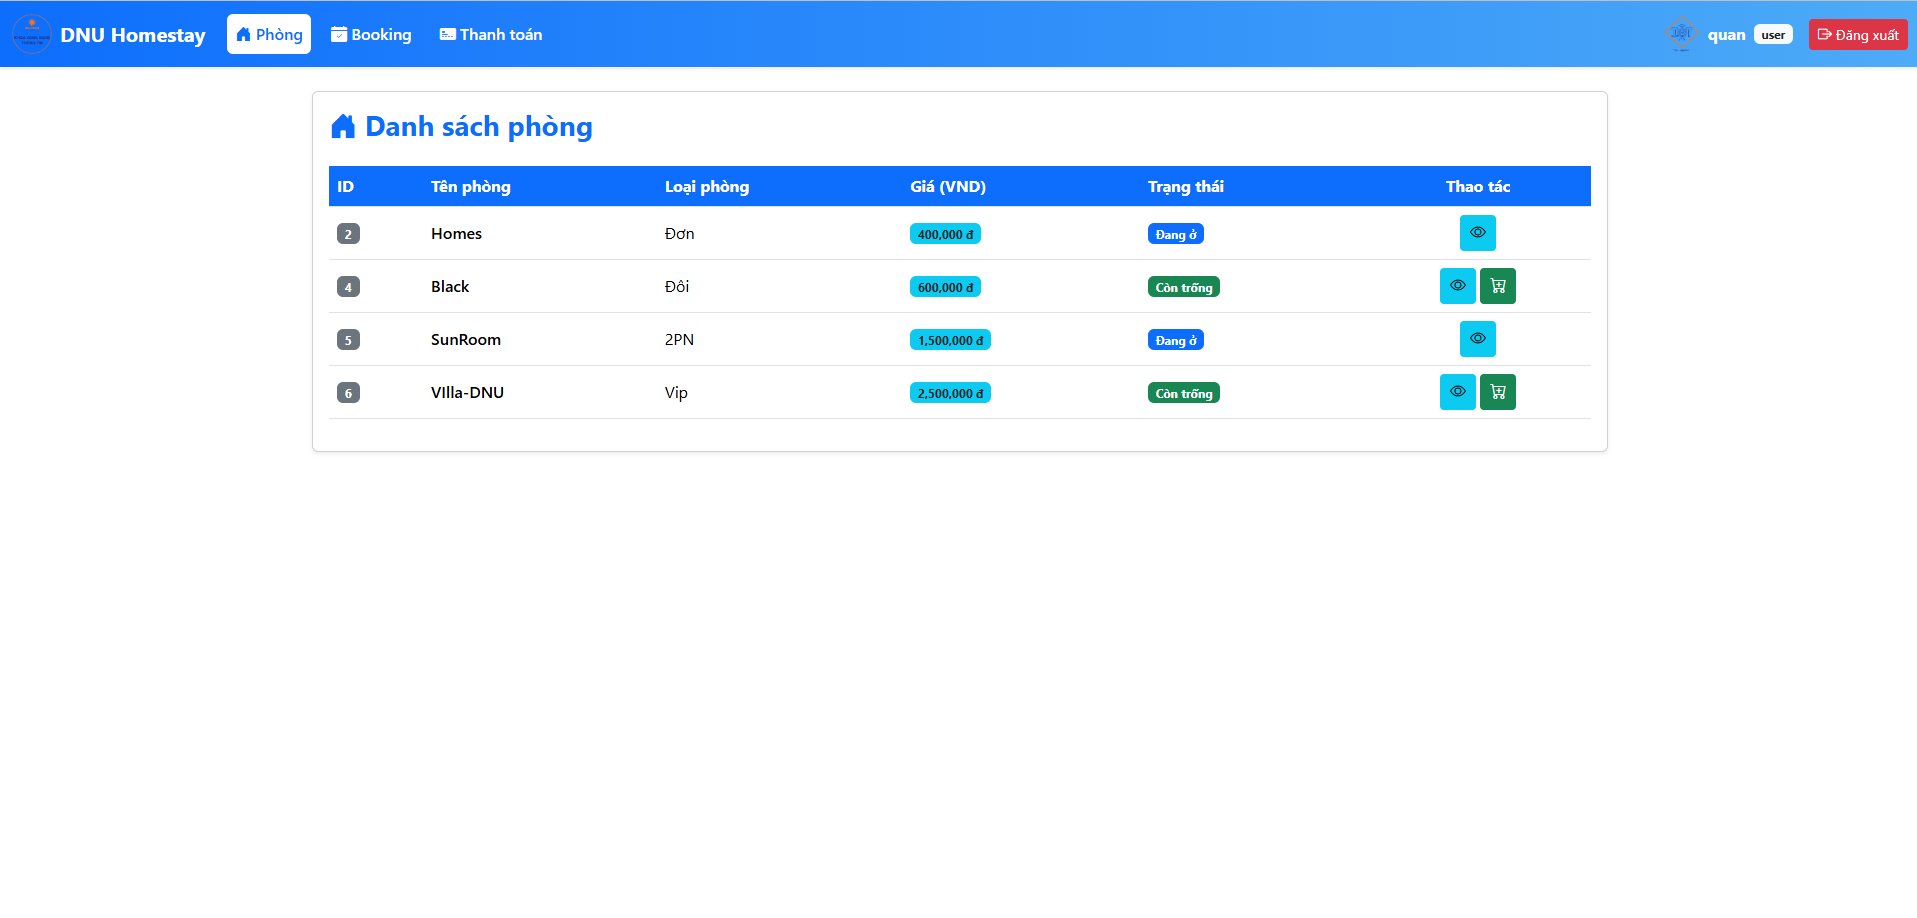 DNU Homestay Phòng Booking Thanh toán quan user Đăng xuất
Danh sách phòng
ID Tên phòng Loại phòng Giá (VND) Trạng thái Thao tác
2 Homes Đơn 400,000 đ Đang ở
4 Black Đôi 600,000 đ Còn trống
5 SunRoom 2PN 1,500,000 đ Đang ở
6 VIlla-DNU Vip 2,500,000 đ Còn trống